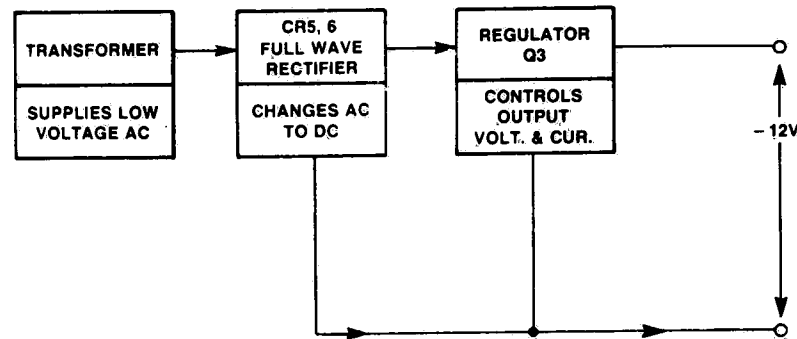 TRANSFORMER
SUPPLIES LOW
VOLTAGE AC
CR5, 6
FULL WAVE
RECTIFIER
CHANGES AC
TO DC
REGULATOR
Q3
CONTROLS
OUTPUT
VOLT. & CUR.
– 12V